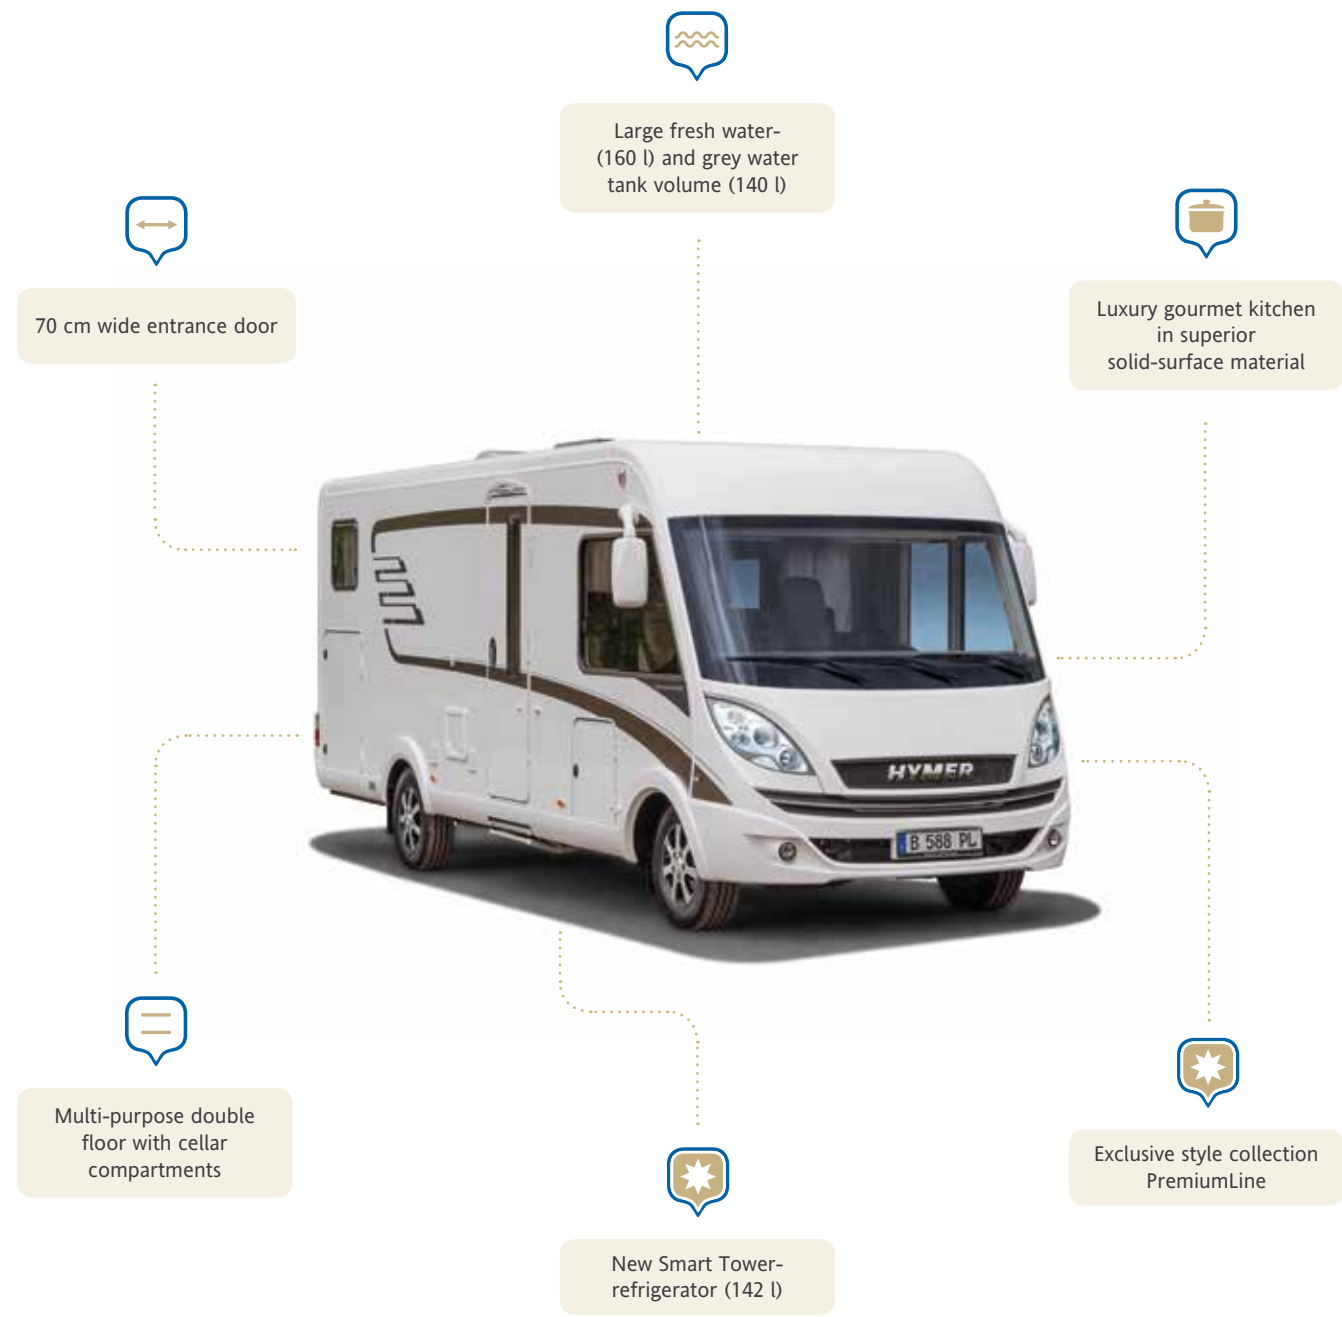 Large fresh water-
(160 l) and grey water
tank volume (140 l)
70 cm wide entrance door
Luxury gourmet kitchen
in superior
solid-surface material
HYMER
B 588 PL
Multi-purpose double
floor with cellar
compartments
Exclusive style collection
PremiumLine
New Smart Tower-
refrigerator (142 l)